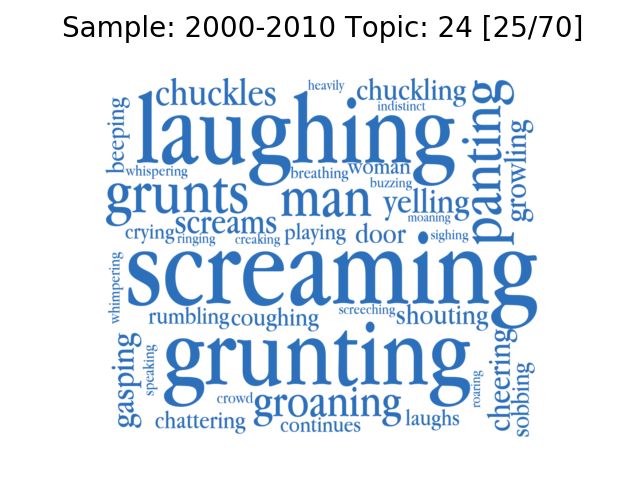 Sample: 2000-2010 Topic: 24 [25/70]
chuckles
heavily
chuckling
indistinct
beeping
laughing
panting
growling
whispering
breathing
woman
buzzing
grunts
man
yelling
moaning
screams
crying
ringing
creaking
playing
door
sighing
whimpering
screaming
rumbling
coughing
screeching
shouting
gasping
speaking
grunting
roaring
cheering
sobbing
crowd
groaning
chattering
continues
laughs